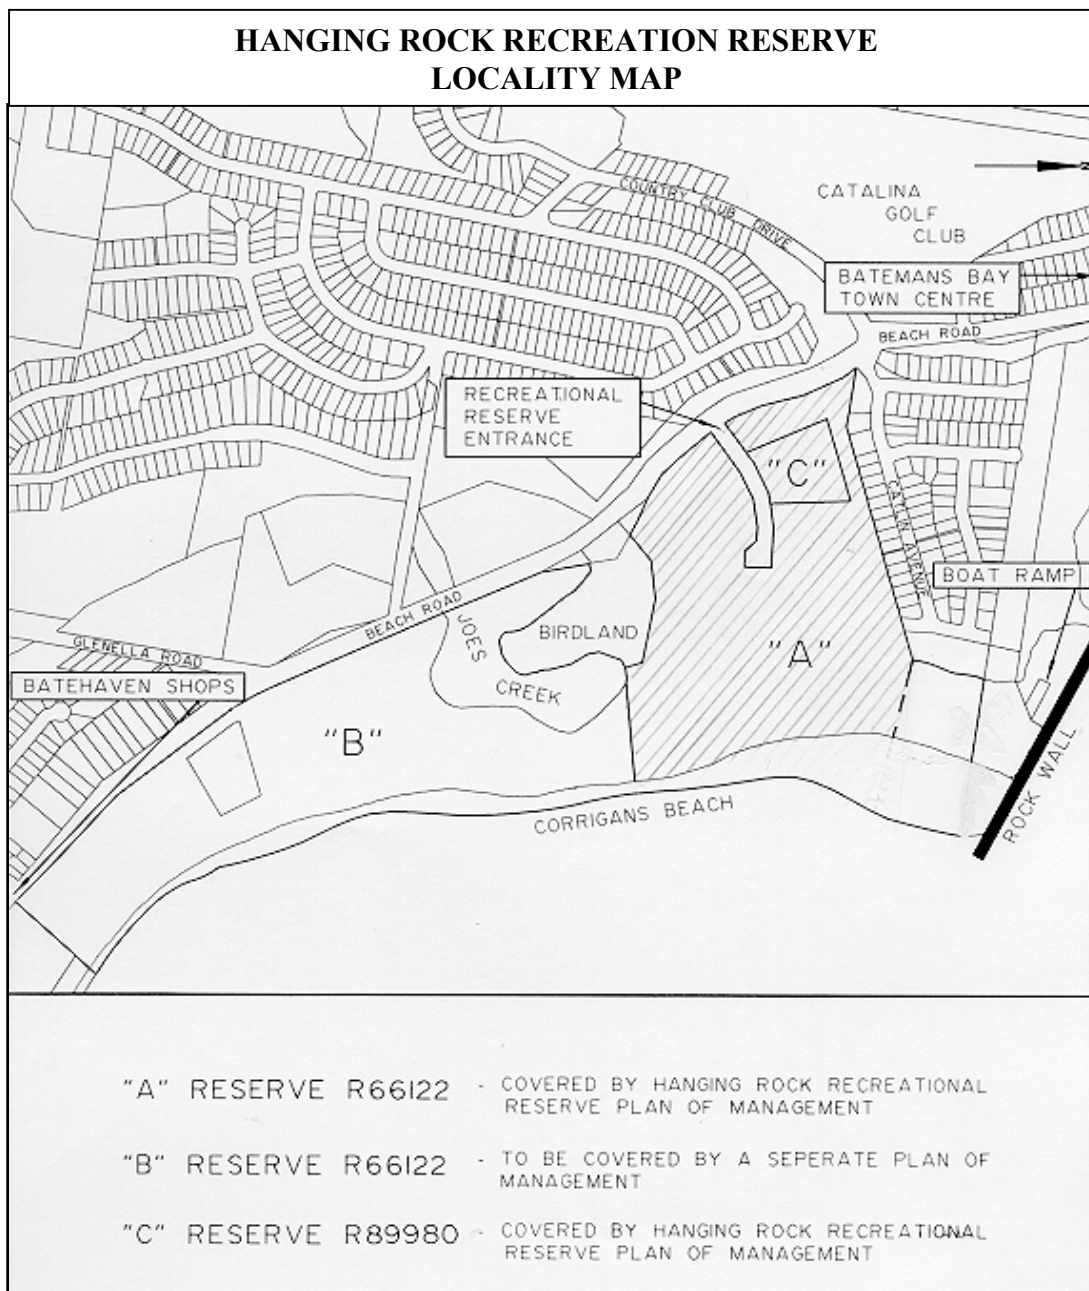 HANGING ROCK RECREATION RESERVE
LOCALITY MAP
COUNTRY CLUB DRIVE
CATALINA
GOLF
CLUB
BATEMANS BAY
TOWN CENTRE
BEACH ROAD
RECREATIONAL
RESERVE
ENTRANCE
"C"
CATLIN AVENUE
BOAT RAMP
BEACH ROAD
JOES
CREEK
BIRDLAND
"A"
GLENELLA ROAD
BATEHAVEN SHOPS
"B"
CORRIGANS BEACH
ROCK WALL
"A" RESERVE R66122 - COVERED BY HANGING ROCK RECREATIONAL
RESERVE PLAN OF MANAGEMENT
"B" RESERVE R66122 - TO BE COVERED BY A SEPERATE PLAN OF
MANAGEMENT
"C" RESERVE R89980 - COVERED BY HANGING ROCK RECREATIONAL
RESERVE PLAN OF MANAGEMENT